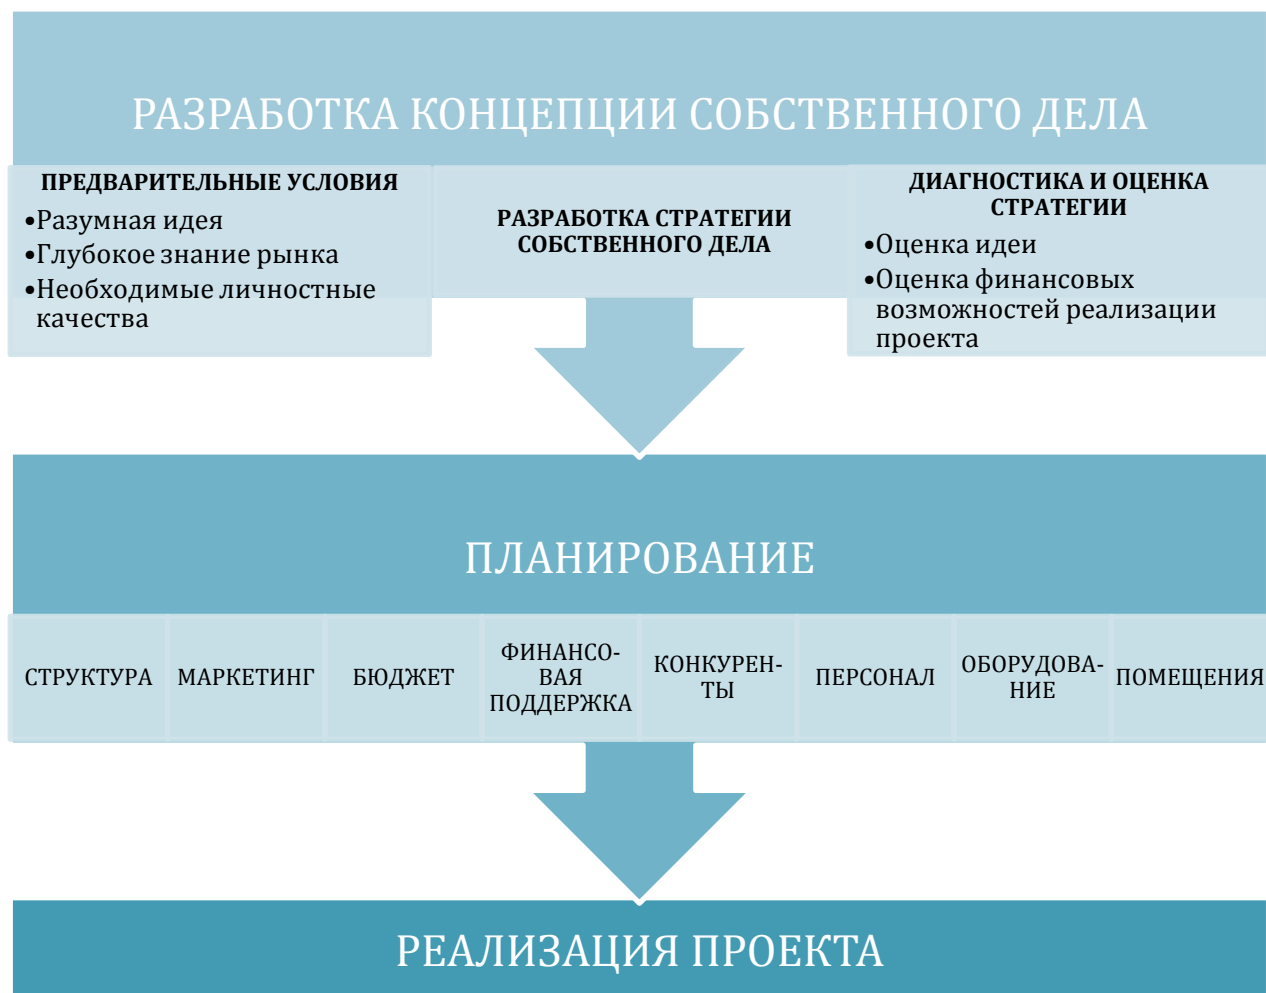 РАЗРАБОТКА КОНЦЕПЦИИ СОБСТВЕННОГО ДЕЛА
ПРЕДВАРИТЕЛЬНЫЕ УСЛОВИЯ
•Разумная идея
•Глубокое знание рынка
•Необходимые личностные
качества
РАЗРАБОТКА СТРАТЕГИИ
СОБСТВЕННОГО ДЕЛА
ДИАГНОСТИКА И ОЦЕНКА
СТРАТЕГИИ
•Оценка идеи
•Оценка финансовых
возможностей реализации
проекта
ПЛАНИРОВАНИЕ
СТРУКТУРА
МАРКЕТИНГ
БЮДЖЕТ
ФИНАНСО-
ВАЯ
ПОДДЕРЖКА
КОНКУРЕН-
ТЫ
ПЕРСОНАЛ
ОБОРУДОВА-
НИЕ
ПОМЕЩЕНИЯ
РЕАЛИЗАЦИЯ ПРОЕКТА